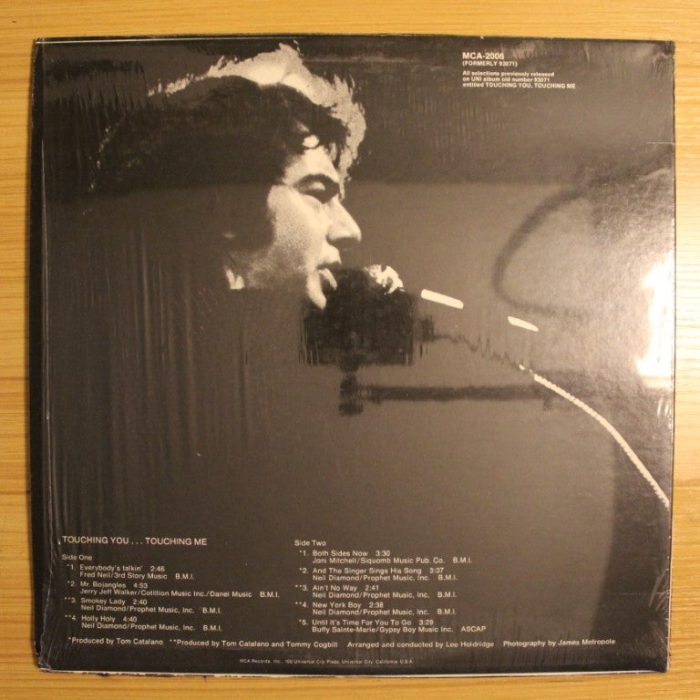 MCA-2006
(FORMERLY 93071)
All selections previously released
on UNI album old number 93071
entitled TOUCHING YOU, TOUCHING ME
TOUCHING YOU . . . TOUCHING ME
Side One
*1. Everybody's talkin' 2:46
Fred Neil/3rd Story Music B.M.I.
*2. Mr. Bojangles 4:53
Jerry Jeff Walker/Cotillion Music Inc./Danel Music B.M.I.
**3. Smokey Lady 2:40
Neil Diamond/Prophet Music, Inc. B.M.I.
**4. Holly Holy 4:40
Neil Diamond/Prophet Music, Inc. B.M.I.
Side Two
*1. Both Sides Now 3:30
Joni Mitchell/Siquomb Music Pub. Co. B.M.I.
*2. And The Singer Sings His Song 3:37
Neil Diamond/Prophet Music, Inc. B.M.I.
**3. Ain't No Way 2:41
Neil Diamond/Prophet Music, Inc. B.M.I.
**4. New York Boy 2:38
Neil Diamond/Prophet Music, Inc. B.M.I.
*5. Until It's Time For You To Go 3:29
Buffy Sainte-Marie/Gypsy Boy Music Inc. ASCAP
*Produced by Tom Catalano **Produced by Tom Catalano and Tommy Cogbill Arranged and conducted by Lee Holdridge Photography by James Metropole
MCA Records, Inc., 100 Universal City Plaza, Universal City, California, U.S.A.